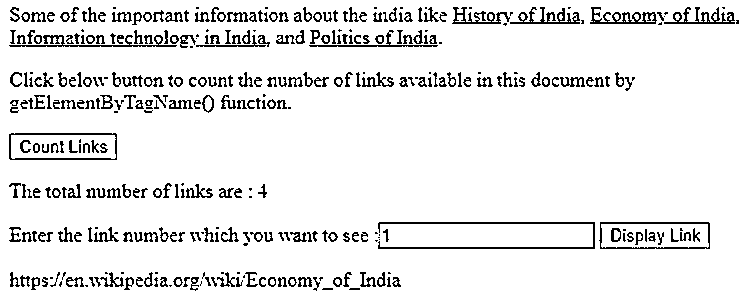 Some of the important information about the india like History of India, Economy of India,
Information technology in India, and Politics of India.
Click below button to count the number of links available in this document by
getElementByTagName() function.
Count Links
The total number of links are : 4
Enter the link number which you want to see :1 Display Link
https://en.wikipedia.org/wiki/Economy_of_India